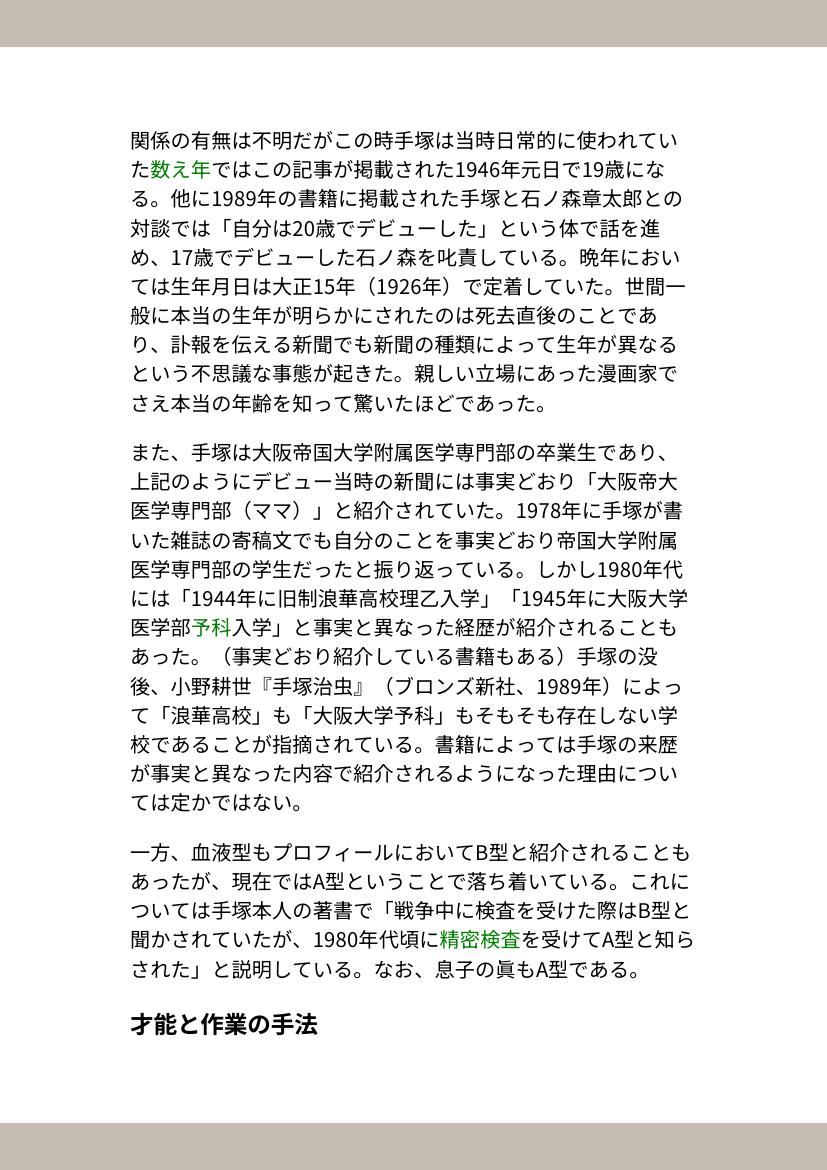 関係の有無は不明だがこの時手塚は当時日常的に使われてい
た数え年ではこの記事が掲載された1946年元日で19歳にな
る。他に1989年の書籍に掲載された手塚と石ノ森章太郎との
対談では「自分は20歳でデビューした」という体で話を進
め、17歳でデビューした石ノ森を叱責している。晩年におい
ては生年月日は大正15年（1926年）で定着していた。世間一
般に本当の生年が明らかにされたのは死去直後のことであ
り、訃報を伝える新聞でも新聞の種類によって生年が異なる
という不思議な事態が起きた。親しい立場にあった漫画家で
さえ本当の年齢を知って驚いたほどであった。
また、手塚は大阪帝国大学附属医学専門部の卒業生であり、
上記のようにデビュー当時の新聞には事実どおり「大阪帝大
医学専門部（ママ）」と紹介されていた。1978年に手塚が書
いた雑誌の寄稿文でも自分のことを事実どおり帝国大学附属
医学専門部の学生だったと振り返っている。しかし1980年代
には「1944年に旧制浪華高校理乙入学」「1945年に大阪大学
医学部予科入学」と事実と異なった経歴が紹介されることも
あった。（事実どおり紹介している書籍もある）手塚の没
後、小野耕世『手塚治虫』（ブロンズ新社、1989年）によっ
て「浪華高校」も「大阪大学予科」もそもそも存在しない学
校であることが指摘されている。書籍によっては手塚の来歴
が事実と異なった内容で紹介されるようになった理由につい
ては定かではない。
一方、血液型もプロフィールにおいてB型と紹介されることも
あったが、現在ではA型ということで落ち着いている。これに
ついては手塚本人の著書で「戦争中に検査を受けた際はB型と
聞かされていたが、1980年代頃に精密検査を受けてA型と知ら
された」と説明している。なお、息子の眞もA型である。
才能と作業の手法